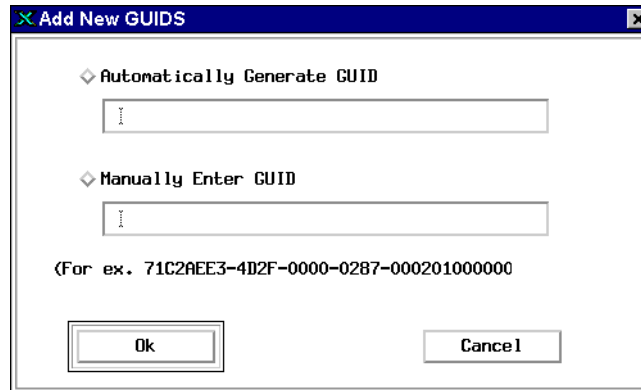 Add New GUIDS
Automatically Generate GUID
Manually Enter GUID
(For ex. 71C2AEE3-4D2F-0000-0287-000201000000
Ok
Cancel